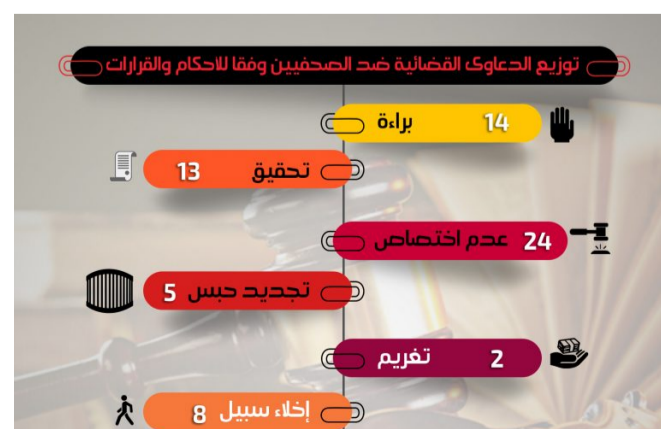 توزيع الدعاوى القضائية ضد الصحفيين وفقا للاحكام والقرارات
14 براءة
تحقيق 13
24 عدم اختصاص
تجديد حبس 5
2 تغريم
إخلاء سبيل 8